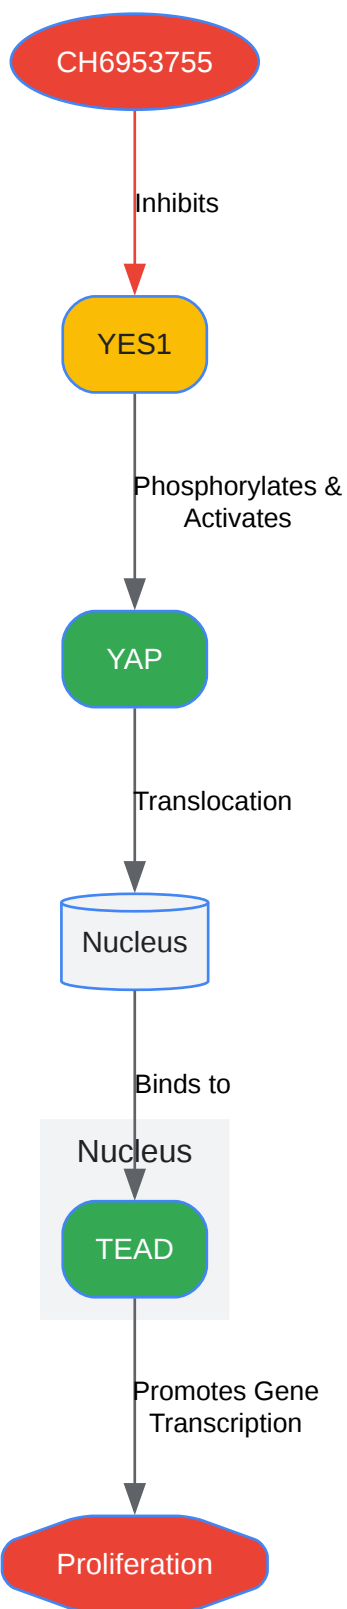 CH6953755
Inhibits
YES1
Phosphorylates &
Activates
YAP
Translocation
Nucleus
Binds to
Nucleus
TEAD
Promotes Gene
Transcription
Proliferation